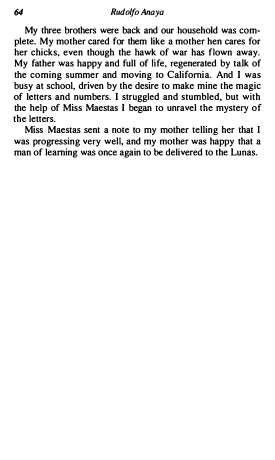 64 Rudolfo Anaya
My three brothers were back and our household was com-
plete. My mother cared for them like a mother hen cares for
her chicks, even though the hawk of war has flown away.
My father was happy and full of life, regenerated by talk of
the coming summer and moving to California. And I was
busy at school, driven by the desire to make mine the magic
of letters and numbers. I struggled and stumbled, but with
the help of Miss Maestas I began to unravel the mystery of
the letters.
Miss Maestas sent a note to my mother telling her that I
was progressing very well, and my mother was happy that a
man of learning was once again to be delivered to the Lunas.